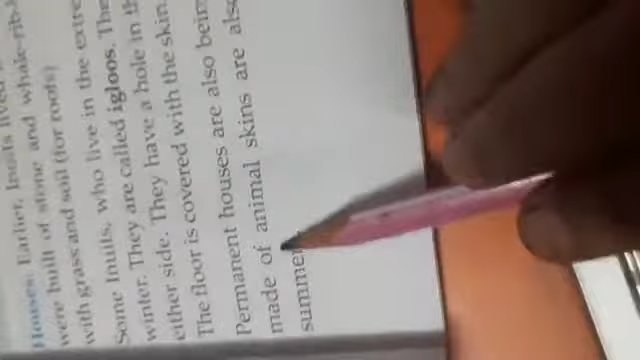 Houses. Earlier, Inuits lived
were built of stone and whale-rib
with grass and soil (for roofs)
Some Inuits, who live in the extre
winter. They are called igloos. The
either side. They have a hole in th
The floor is covered with the skin.
Permanent houses are also bein
made of animal skins are also
summer